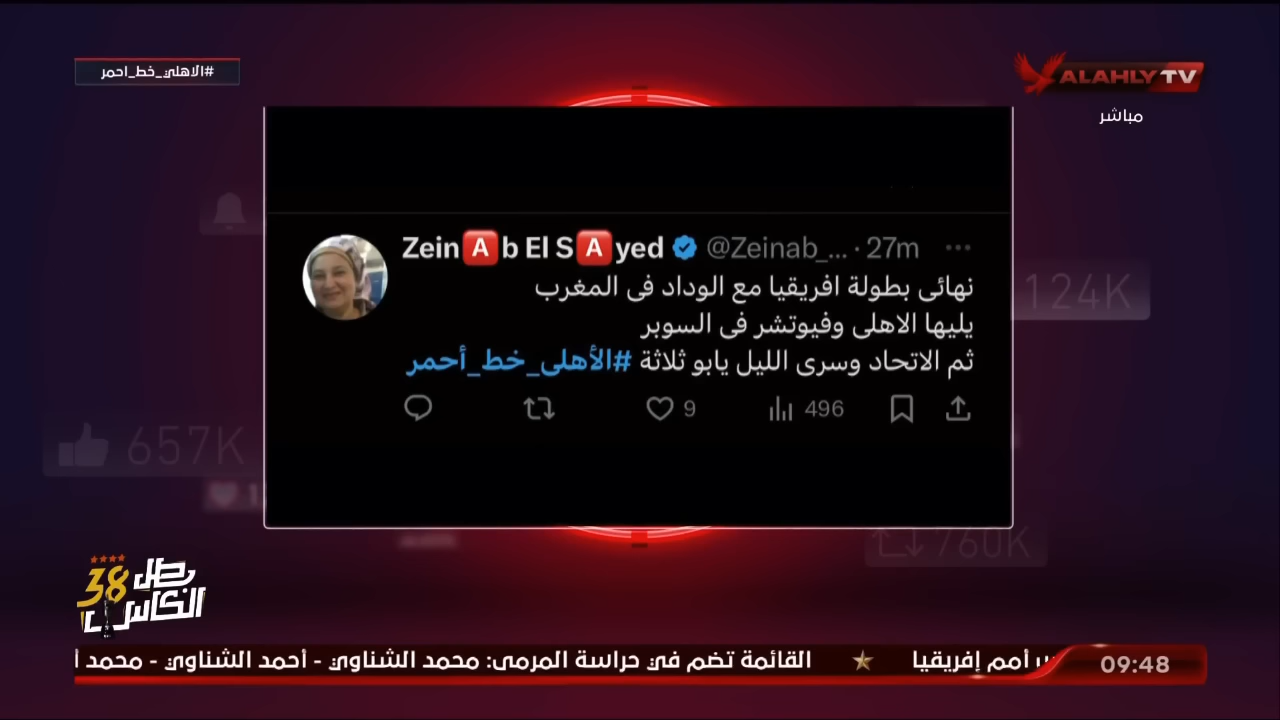 #الاهلي_خط_احمر
ALAHLY TV
مباشر
Zein🅰️b El S🅰️yed @Zeinab_... · 27m
نهائى بطولة افريقيا مع الوداد فى المغرب
يليها الاهلى وفيوتشر فى السوبر
ثم الاتحاد وسرى الليل يابو ثلاثة #الأهلى_خط_أحمر
9 496
124K
657K
760K
بطل الكاس 38
أمم إفريقيا ★ القائمة تضم في حراسة المرمى: محمد الشناوي - أحمد الشناوي - محمد أ
09:48